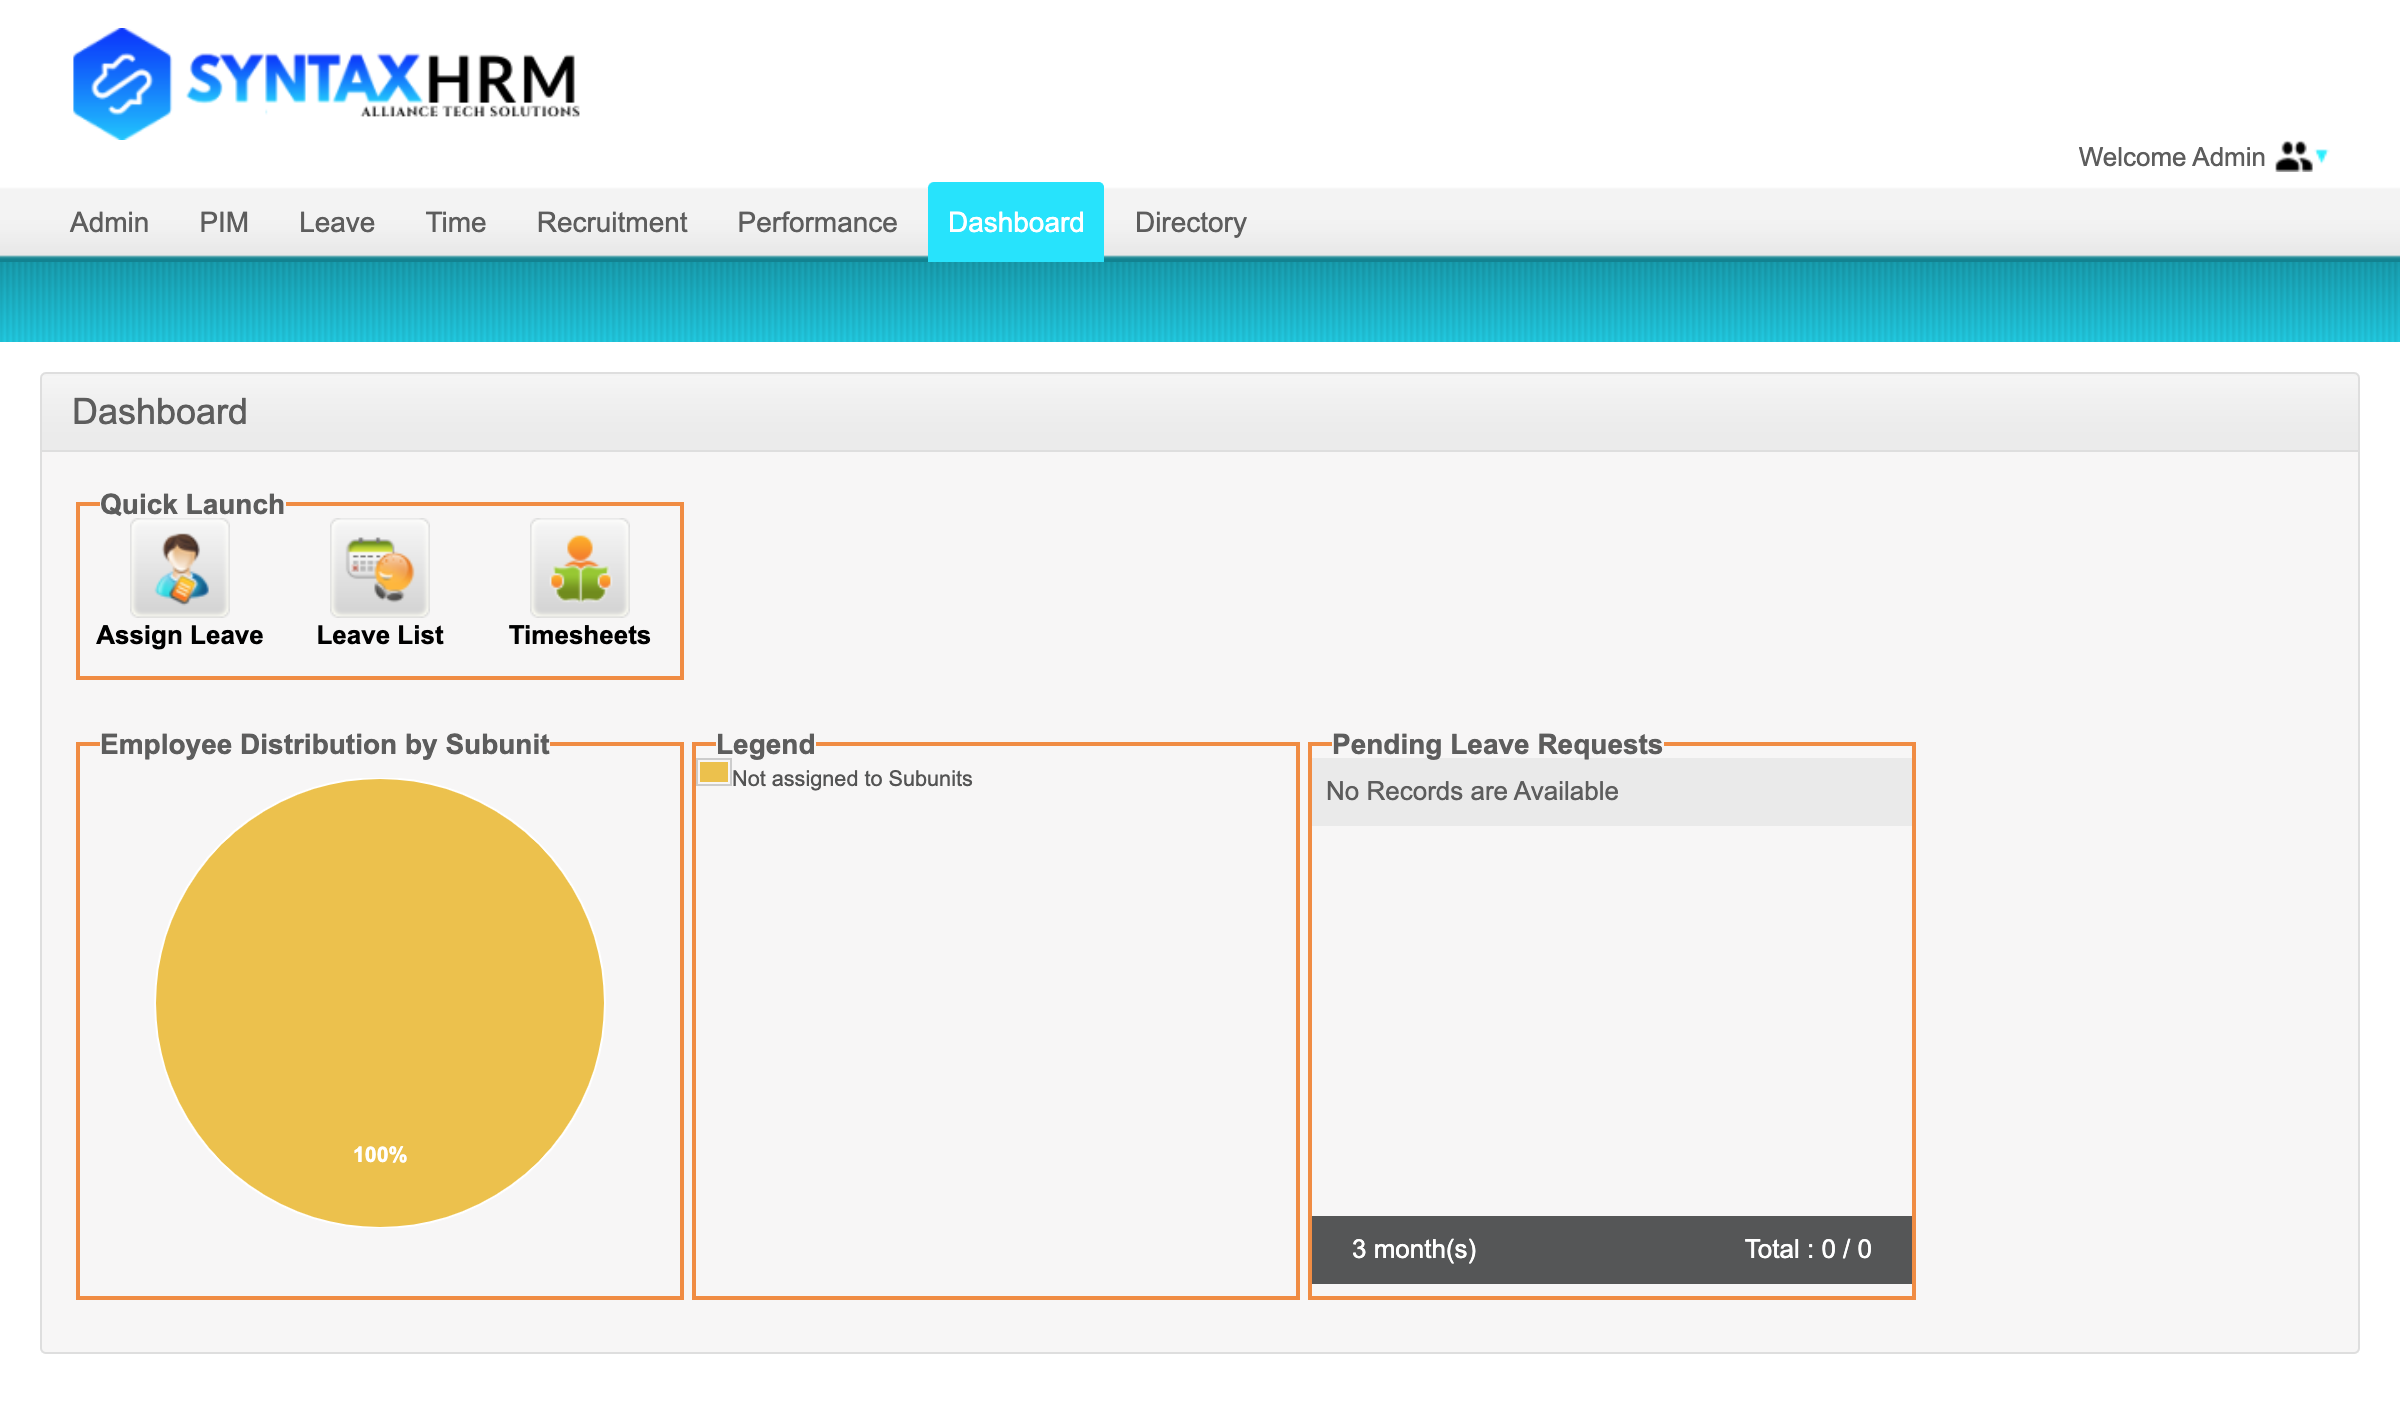 SYNTAXHRM
ALLIANCE TECH SOLUTIONS
Welcome Admin
Admin PIM Leave Time Recruitment Performance Dashboard Directory
Dashboard
Quick Launch
Assign Leave Leave List Timesheets
Employee Distribution by Subunit
100%
Legend
Not assigned to Subunits
Pending Leave Requests
No Records are Available
3 month(s) Total : 0 / 0